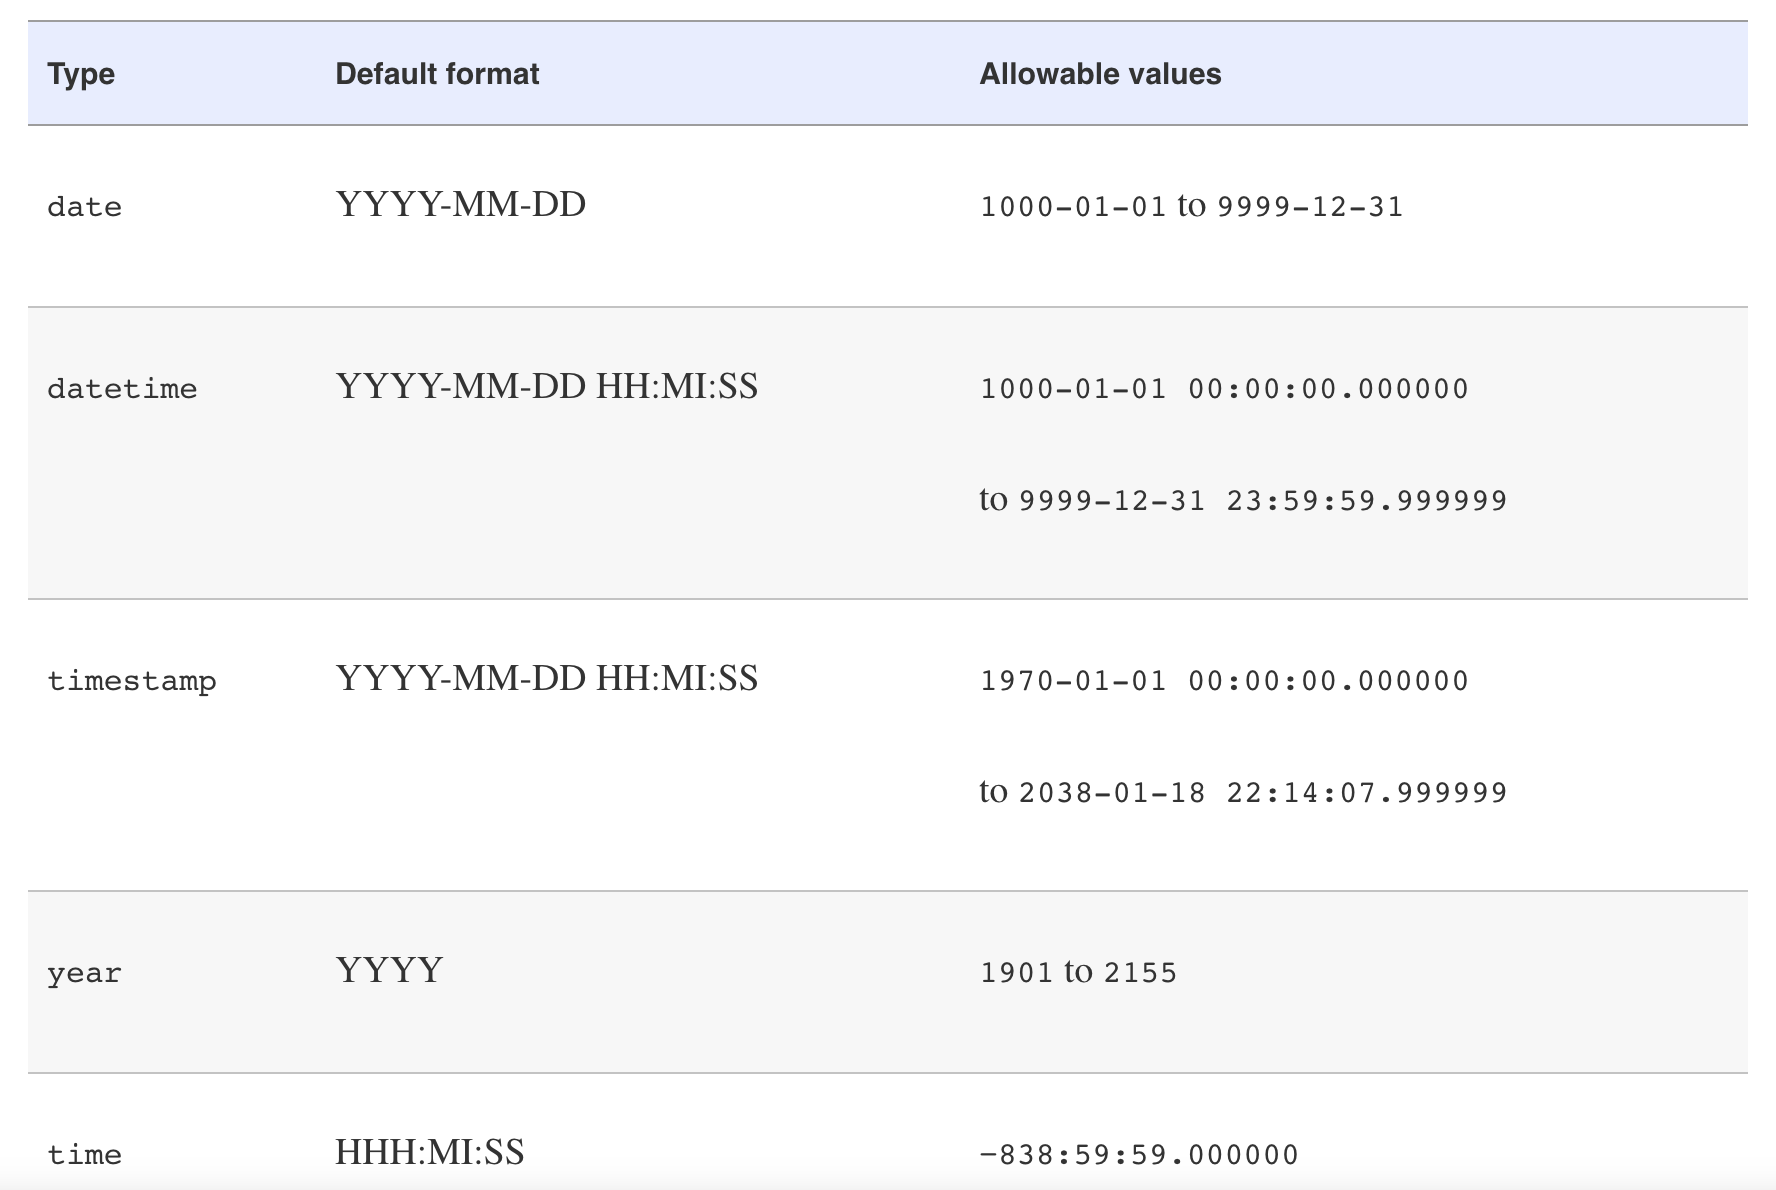 Type Default format Allowable values
date YYYY-MM-DD 1000-01-01 to 9999-12-31
datetime YYYY-MM-DD HH:MI:SS 1000-01-01 00:00:00.000000
to 9999-12-31 23:59:59.999999
timestamp YYYY-MM-DD HH:MI:SS 1970-01-01 00:00:00.000000
to 2038-01-18 22:14:07.999999
year YYYY 1901 to 2155
time HHH:MI:SS −838:59:59.000000